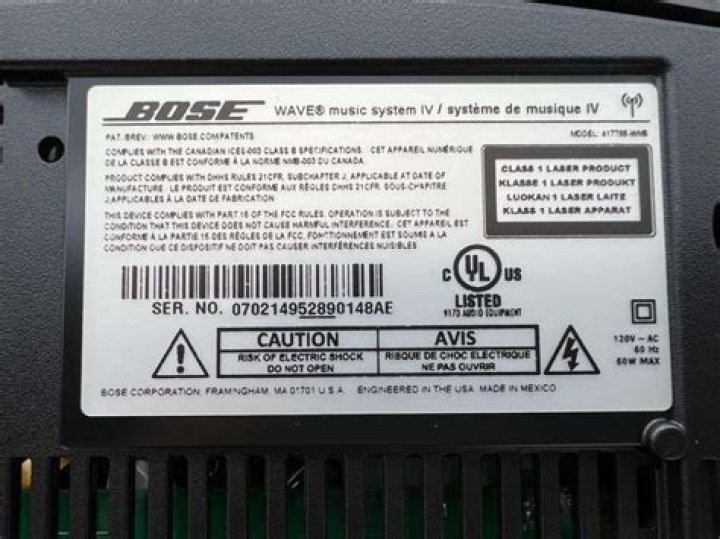 BOSE WAVE® music system IV / système de musique IV
PAT. 8REV.: WWW.BOSE.COM/PATENTS
MODEL: 417788-WMS
COMPLIES WITH THE CANADIAN ICES-003 CLASS B SPECIFICATIONS. CET APPAREIL NUMÉRIQUE
DE LA CLASSE B EST CONFORME À LA NORME NMB-003 DU CANADA.
PRODUCT COMPLIES WITH DHHS RULES 21CFR, SUBCHAPTER J, APPLICABLE AT DATE OF
MANUFACTURE. LE PRODUIT EST CONFORME AUX RÈGLES DHHS 21CFR, SOUS-CHAPITRE
J,APPLICABLES À LA DATE DE FABRICATION
THIS DEVICE COMPLIES WITH PART 15 OF THE FCC RULES. OPERATION IS SUBJECT TO THE
CONDITION THAT THIS DEVICE DOES NOT CAUSE HARMFUL INTERFERENCE. CET APPAREIL EST
CONFORME À LA PARTIE 15 DES RÈGLES DE LA FCC. FONCTIONNEMENT SOUS LA
CONDITION QUE CE DISPOSITIF NE DOIT PAS CAUSER INTERFÉRENCES NUISIBLES
CLASS 1 LASER PRODUCT
KLASSE 1 LASER PRODUKT
LUOKAN 1 LASER LAITE
KLASS 1 LASER APPARAT
SER. NO. 070214952890148AE
C UL US
LISTED
9173 AUDIO EQUIPMENT
CAUTION
RISK OF ELECTRIC SHOCK
DO NOT OPEN
AVIS
RISQUE DE CHOC ELECTRIQUE
NE PAS OUVRIR
120V ~ AC
60 Hz
60W MAX
BOSE CORPORATION, FRAMINGHAM, MA 01701 U.S.A. ENGINEERED IN THE USA. MADE IN MEXICO